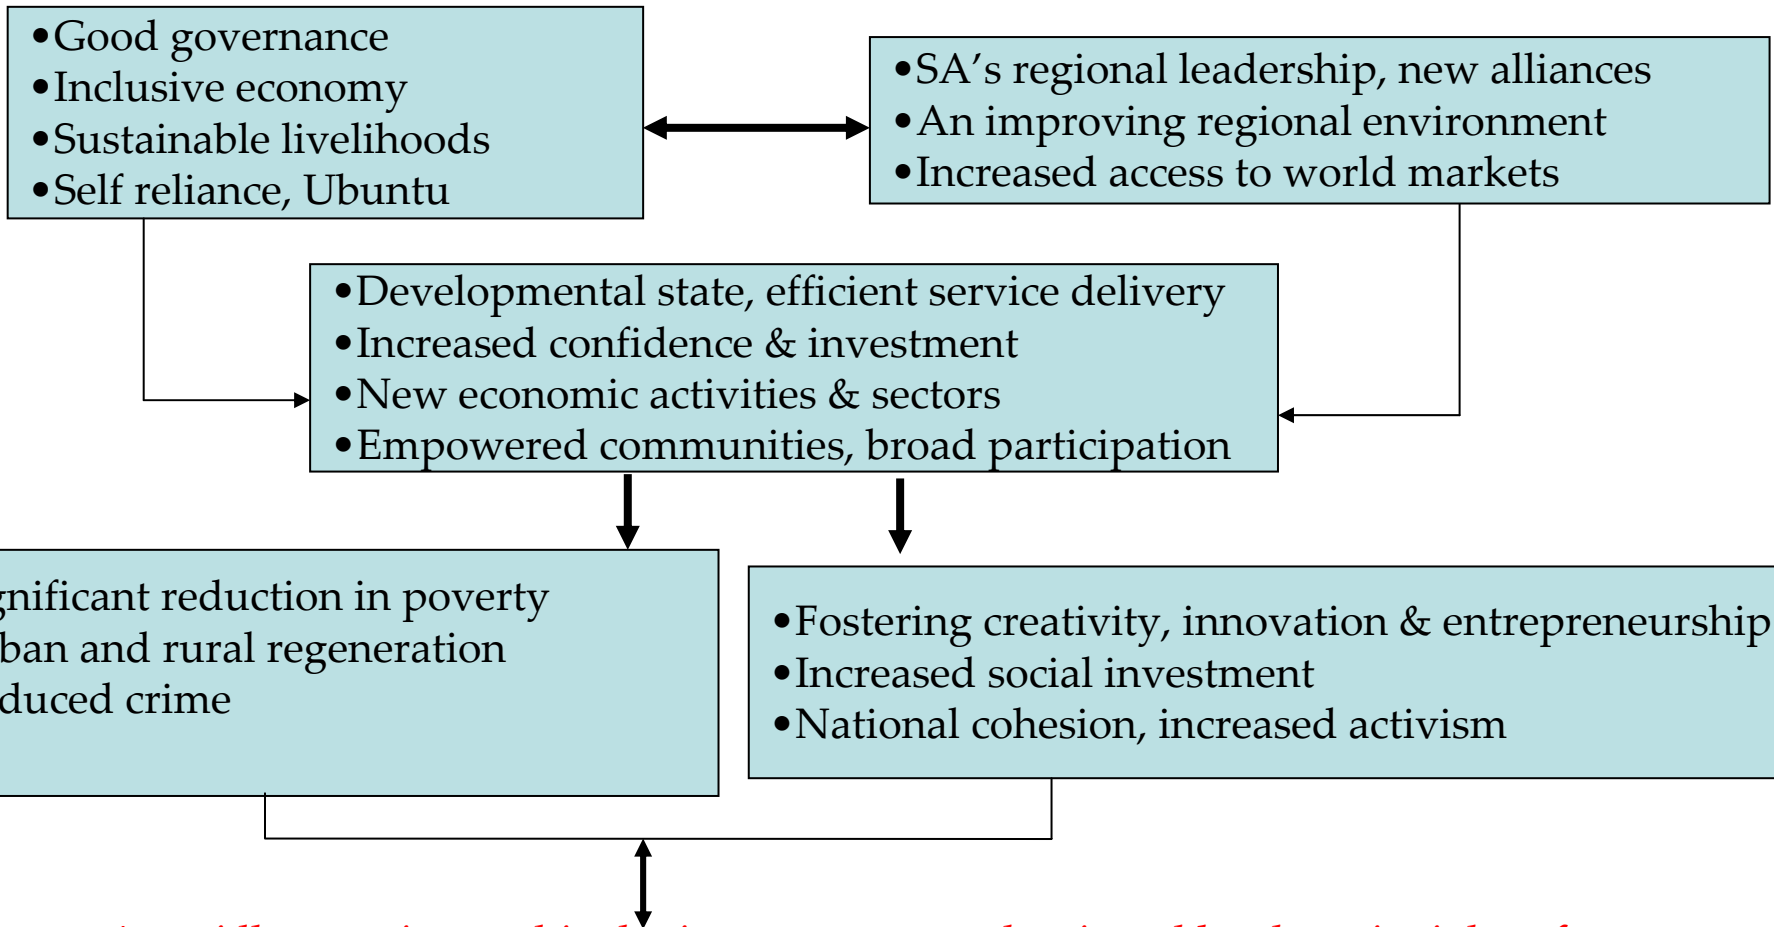 •Good governance
•Inclusive economy
•Sustainable livelihoods
•Self reliance, Ubuntu
•SA’s regional leadership, new alliances
•An improving regional environment
•Increased access to world markets
•Developmental state, efficient service delivery
•Increased confidence & investment
•New economic activities & sectors
•Empowered communities, broad participation
gnificant reduction in poverty
ban and rural regeneration
duced crime
•Fostering creativity, innovation & entrepreneurship
•Increased social investment
•National cohesion, increased activism